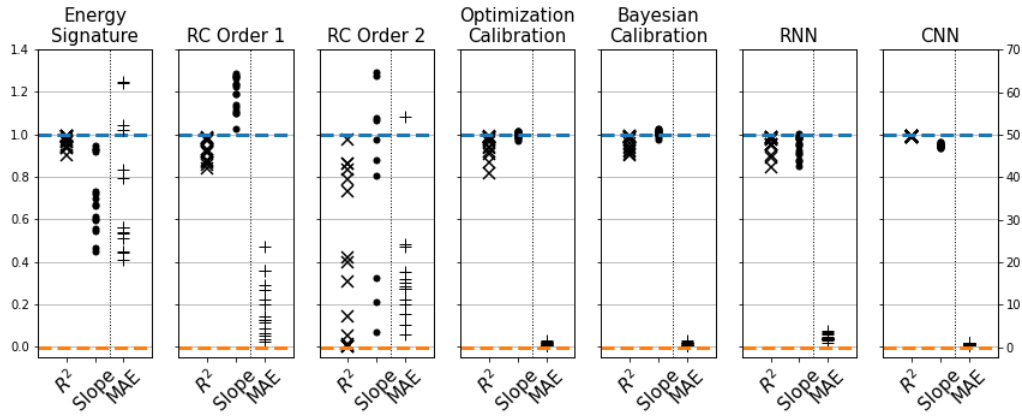 Energy
Signature
RC Order 1
RC Order 2
Optimization
Calibration
Bayesian
Calibration
RNN
CNN
1.4
1.2
1.0
0.8
0.6
0.4
0.2
0.0
70
60
50
40
30
20
10
0
R²
Slope
MAE
R²
Slope
MAE
R²
Slope
MAE
R²
Slope
MAE
R²
Slope
MAE
R²
Slope
MAE
R²
Slope
MAE